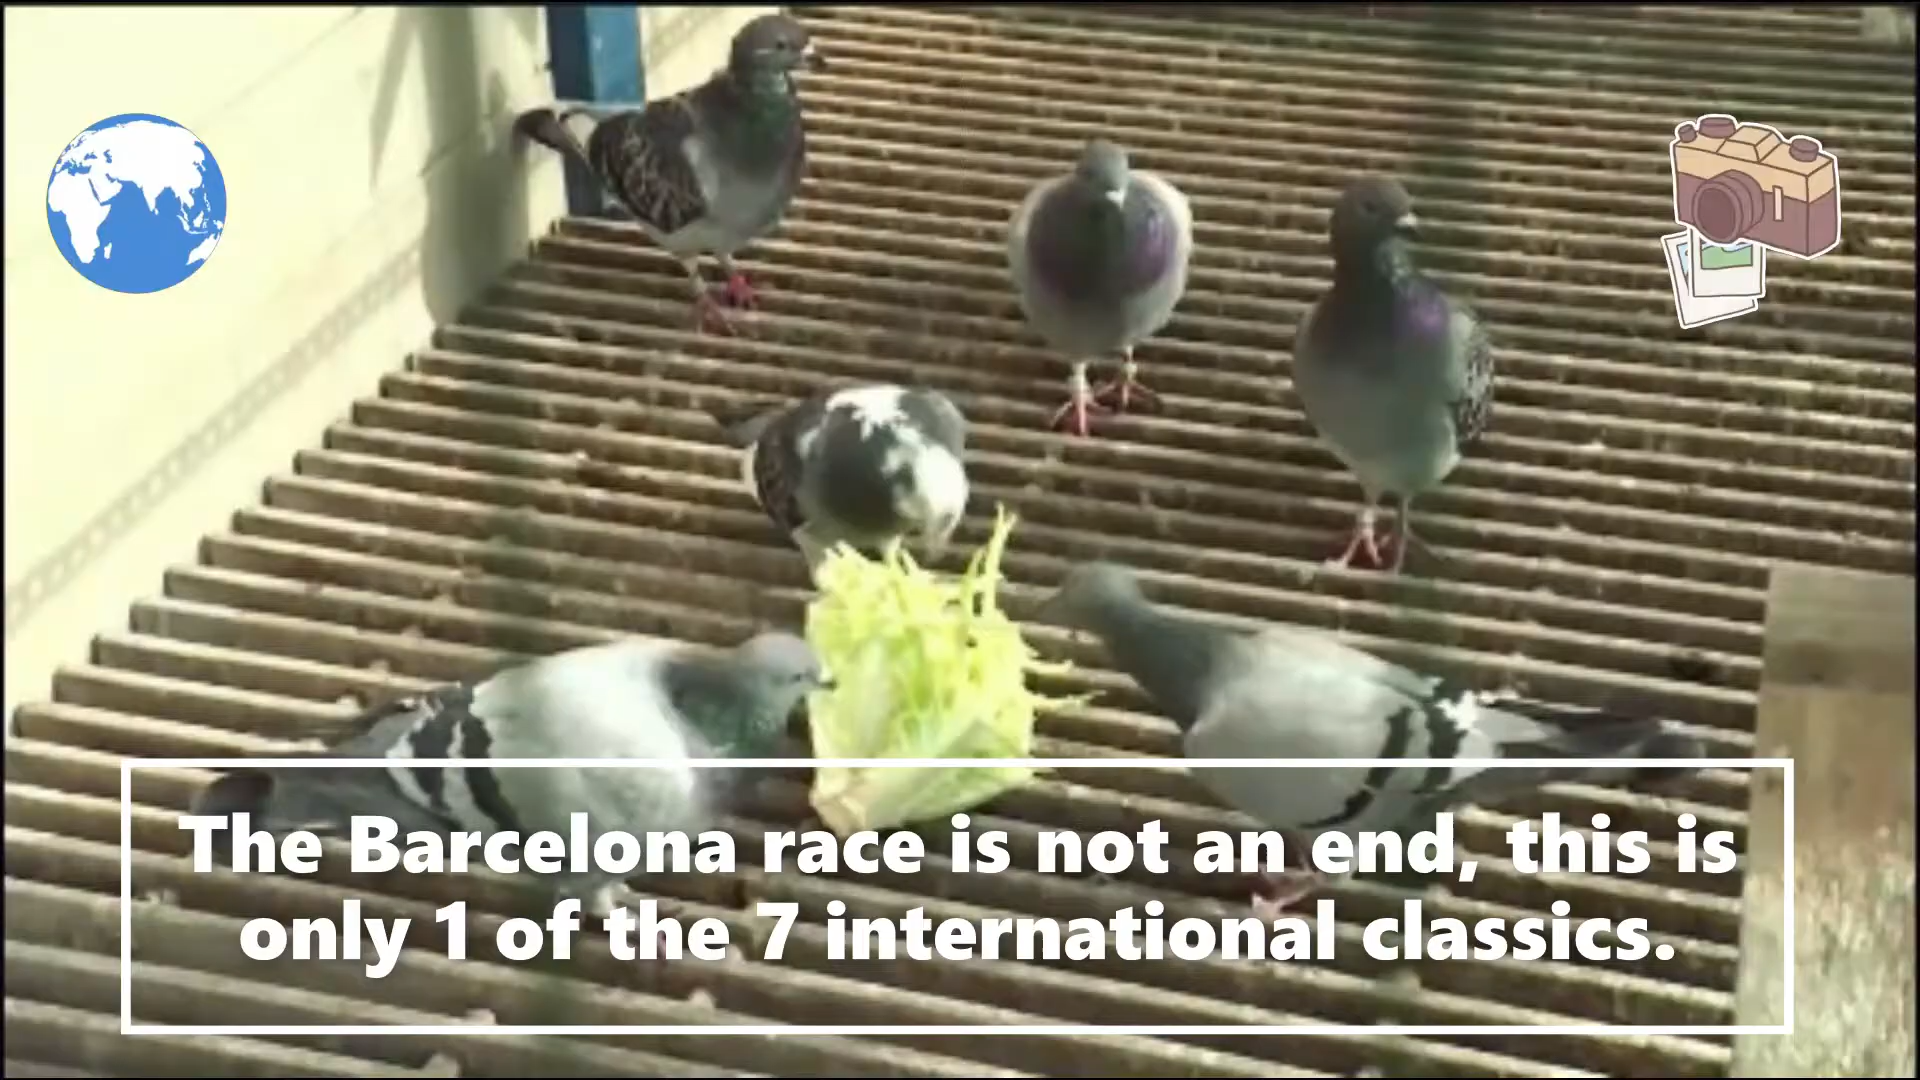 The Barcelona race is not an end, this is
only 1 of the 7 international classics.